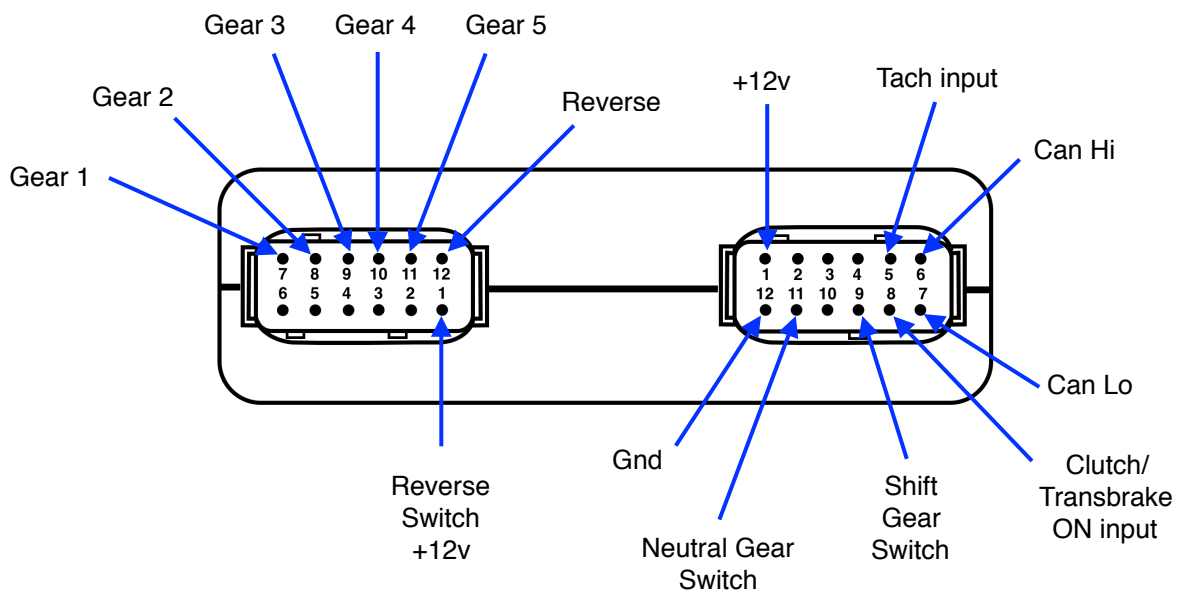 Gear 3 Gear 4 Gear 5
+12v Tach input
Gear 2 Reverse
Can Hi
Gear 1
7 8 9 10 11 12
6 5 4 3 2 1
1 2 3 4 5 6
12 11 10 9 8 7
Can Lo
Gnd
Reverse
Switch
+12v
Neutral Gear
Switch
Shift
Gear
Switch
Clutch/
Transbrake
ON input